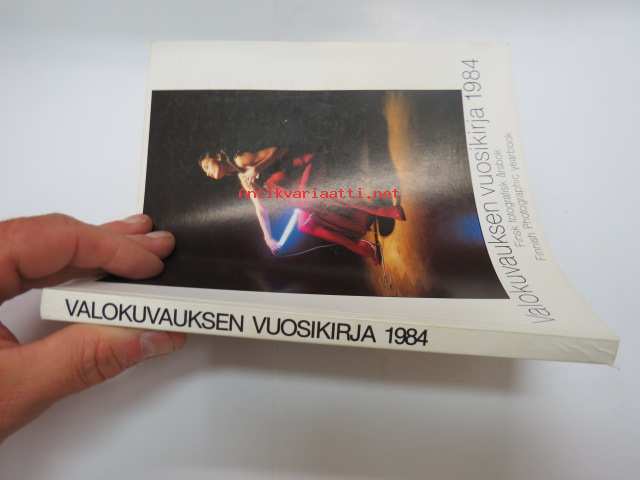 Valokuvauksen vuosikirja 1984
Finsk fotografisk årsbok
Finnish Photographic yearbook
antikvariaatti.net
VALOKUVAUKSEN VUOSIKIRJA 1984